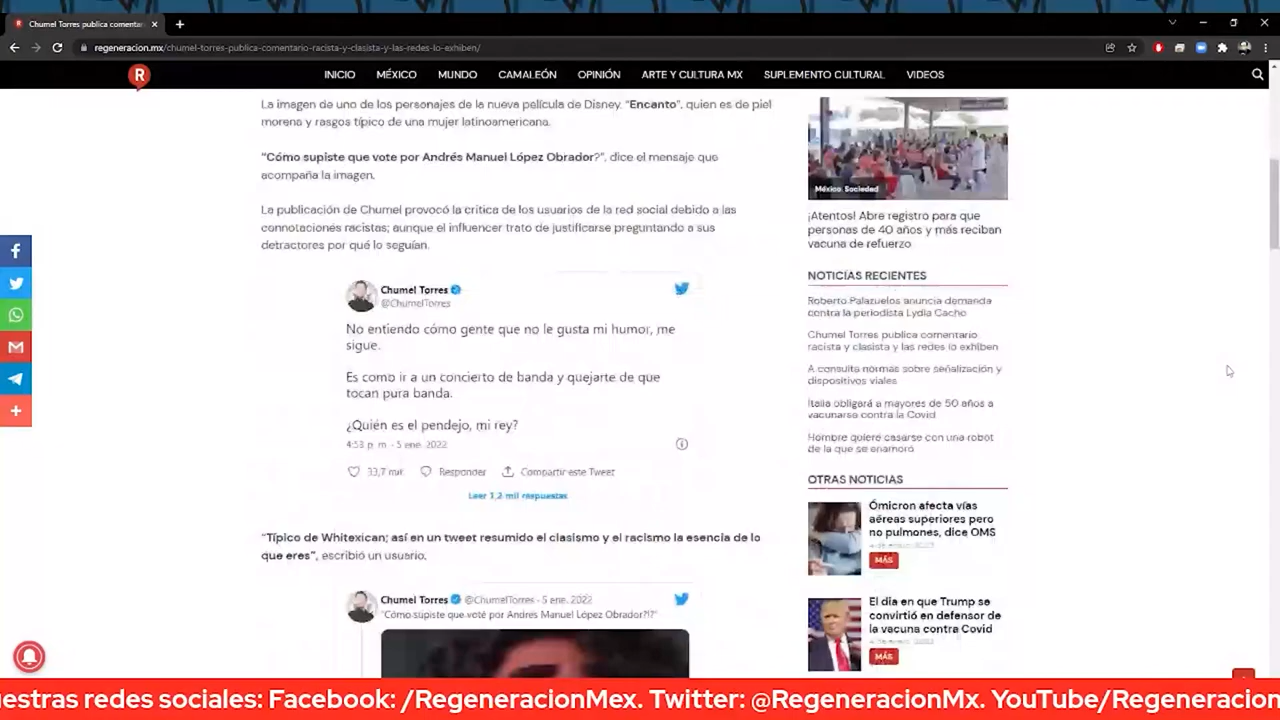 Chumel Torres publica comentar
regeneracion.mx/chumel-torres-publica-comentario-racista-y-clasista-y-las-redes-lo-exhiben/
R
INICIO MÉXICO MUNDO CAMALEÓN OPINIÓN ARTE Y CULTURA MX SUPLEMENTO CULTURAL VIDEOS
La imagen de uno de los personajes de la nueva película de Disney. "Encanto", quien es de piel
morena y rasgos típico de una mujer latinoamericana.
"Cómo supiste que vote por Andrés Manuel López Obrador?", dice el mensaje que
acompaña la imagen.
La publicación de Chumel provocó la critica de los usuarios de la red social debido a las
connotaciones racistas; aunque el influencer trato de justificarse preguntando a sus
detractores por qué lo seguían.
Chumel Torres
@ChumelTorres
No entiendo cómo gente que no le gusta mi humor, me
sigue.
Es como ir a un concierto de banda y quejarte de que
tocan pura banda.
¿Quién es el pendejo, mi rey?
4:53 p. m. · 5 ene. 2022
33,7 mil Responder Compartir este Tweet
Leer 1,2 mil respuestas
"Típico de Whitexican; así en un tweet resumido el clasismo y el racismo la esencia de lo
que eres", escribió un usuario.
Chumel Torres @ChumelTorres · 5 ene. 2022
"Cómo supiste que voté por Andrés Manuel López Obrador?!?"
México Sociedad
¡Atentos! Abre registro para que
personas de 40 años y más reciban
vacuna de refuerzo
NOTICIAS RECIENTES
Roberto Palazuelos anuncia demanda
contra la periodista Lydia Cacho
Chumel Torres publica comentario
racista y clasista y las redes lo exhiben
A consulta normas sobre señalización y
dispositivos viales
Italia obligará a mayores de 50 años a
vacunarse contra la Covid
Hombre quiere casarse con una robot
de la que se enamoró
OTRAS NOTICIAS
Ómicron afecta vías
aéreas superiores pero
no pulmones, dice OMS
MÁS
El día en que Trump se
convirtió en defensor de
la vacuna contra Covid
MÁS
uestras redes sociales: Facebook: /RegeneracionMex. Twitter: @RegeneracionMx. YouTube/Regeneracion